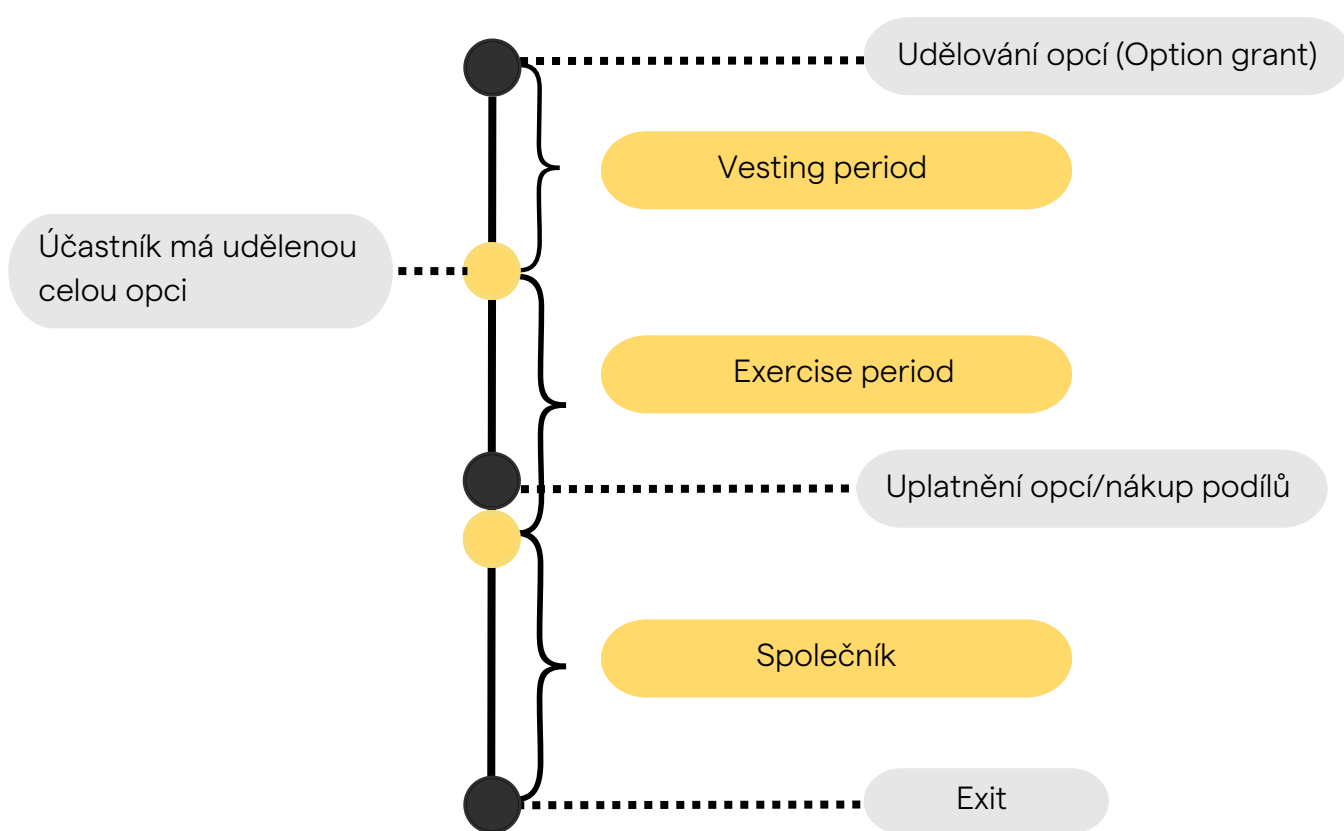 Udělování opcí (Option grant)
Vesting period
Účastník má udělenou
celou opci
Exercise period
Uplatnění opcí/nákup podílů
Společník
Exit